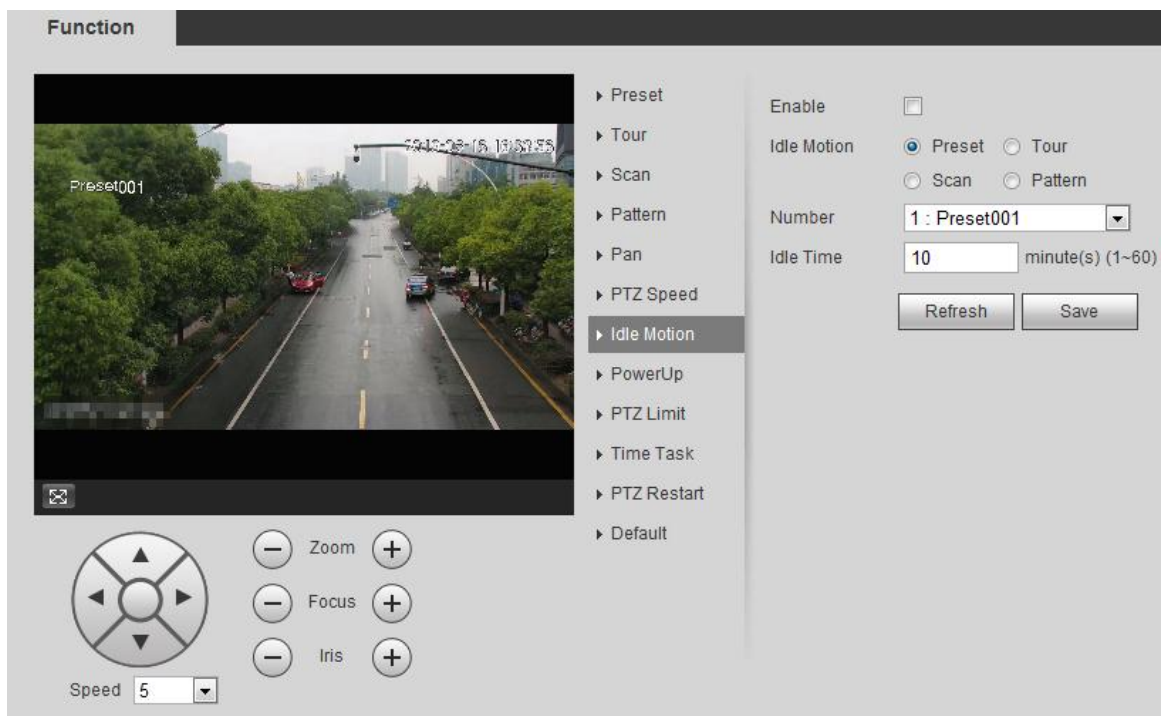 Function
Preset001
Preset
Tour
Scan
Pattern
Pan
PTZ Speed
Idle Motion
PowerUp
PTZ Limit
Time Task
PTZ Restart
Default
Enable
Idle Motion
Preset Tour
Scan Pattern
Number 1 : Preset001
Idle Time 10 minute(s) (1~60)
Refresh Save
Zoom
Focus
Iris
Speed 5